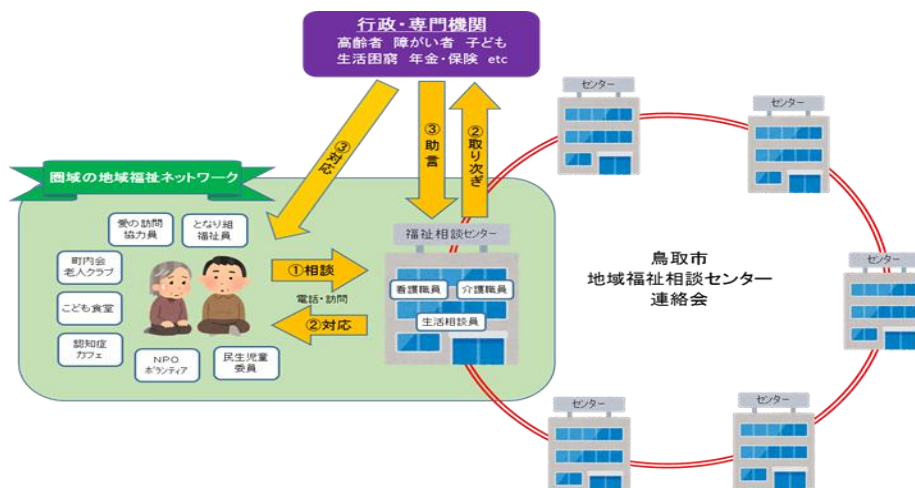 行政・専門機関
高齢者 障がい者 子ども
生活困窮 年金・保険 etc
③対応
③助言
②取り次ぎ
圏域の地域福祉ネットワーク
愛の訪問
協力員
となり組
福祉員
町内会
老人クラブ
こども食堂
認知症
カフェ
NPO
ボランティア
民生児童
委員
①相談
電話・訪問
②対応
福祉相談センター
看護職員
介護職員
生活相談員
センター
センター
センター
センター
センター
鳥取市
地域福祉相談センター
連絡会